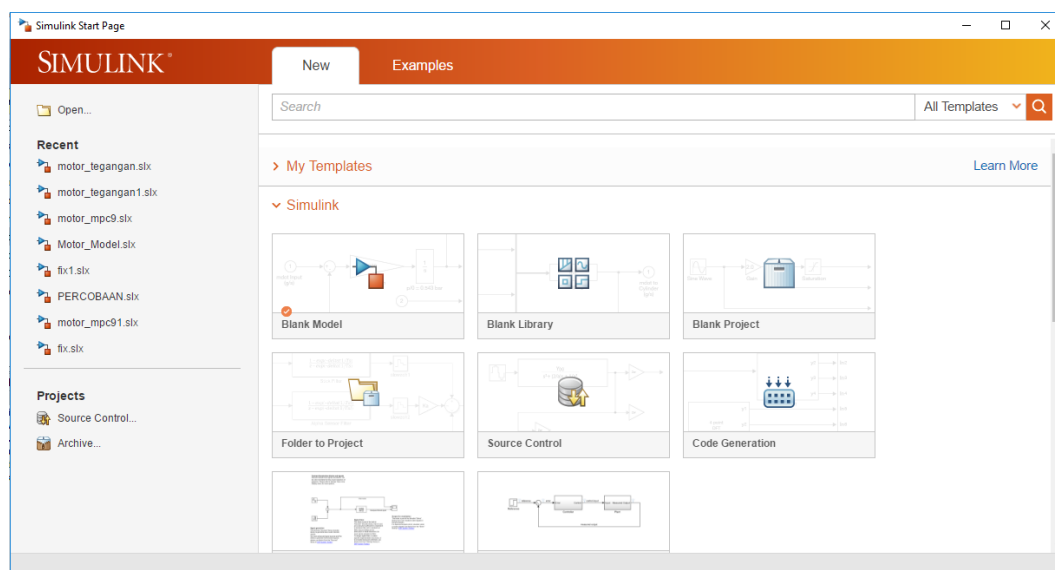 Simulink Start Page
SIMULINK®
New
Examples
Open...
Recent
motor_tegangan.slx
motor_tegangan1.slx
motor_mpc9.slx
Motor_Model.slx
fix1.slx
PERCOBAAN.slx
motor_mpc91.slx
fix.slx
Projects
Source Control...
Archive...
Search
All Templates
My Templates
Learn More
Simulink
Blank Model
Blank Library
Blank Project
Folder to Project
Source Control
Code Generation